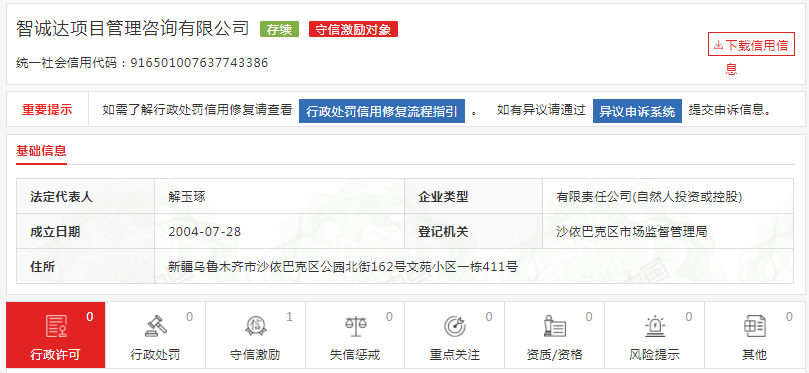 智诚达项目管理咨询有限公司 存续 守信激励对象
下载信用信息
统一社会信用代码：916501007637743386
重要提示 如需了解行政处罚信用修复请查看 行政处罚信用修复流程指引 。 如有异议请通过 异议申诉系统 提交申诉信息。
基础信息
法定代表人 解玉琢 企业类型 有限责任公司(自然人投资或控股)
成立日期 2004-07-28 登记机关 沙依巴克区市场监督管理局
住所 新疆乌鲁木齐市沙依巴克区公园北街162号文苑小区一栋411号
0 0 1 0 0 0 0 0
行政许可 行政处罚 守信激励 失信惩戒 重点关注 资质/资格 风险提示 其他